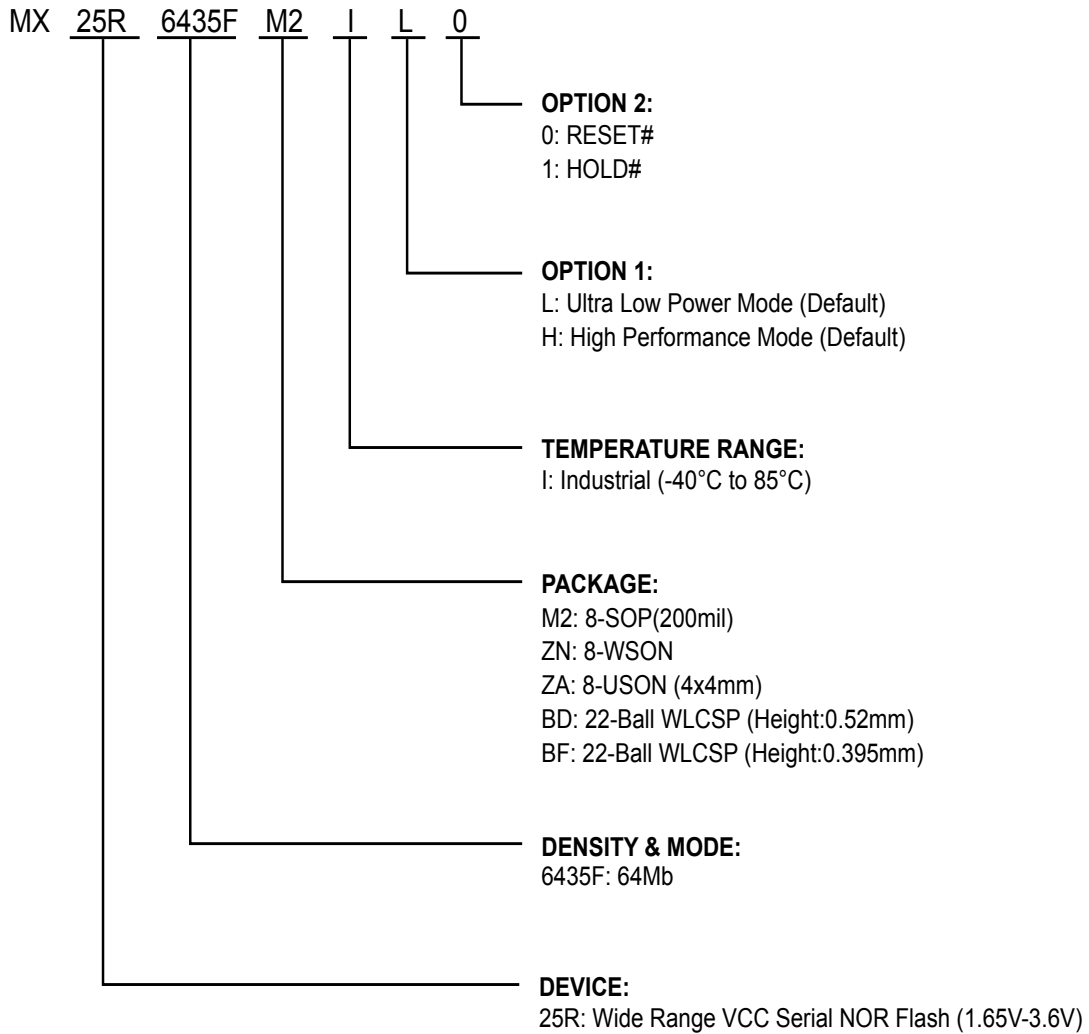 MX 25R 6435F M2 I L 0
OPTION 2:
0: RESET#
1: HOLD#
OPTION 1:
L: Ultra Low Power Mode (Default)
H: High Performance Mode (Default)
TEMPERATURE RANGE:
I: Industrial (-40°C to 85°C)
PACKAGE:
M2: 8-SOP(200mil)
ZN: 8-WSON
ZA: 8-USON (4x4mm)
BD: 22-Ball WLCSP (Height:0.52mm)
BF: 22-Ball WLCSP (Height:0.395mm)
DENSITY & MODE:
6435F: 64Mb
DEVICE:
25R: Wide Range VCC Serial NOR Flash (1.65V-3.6V)